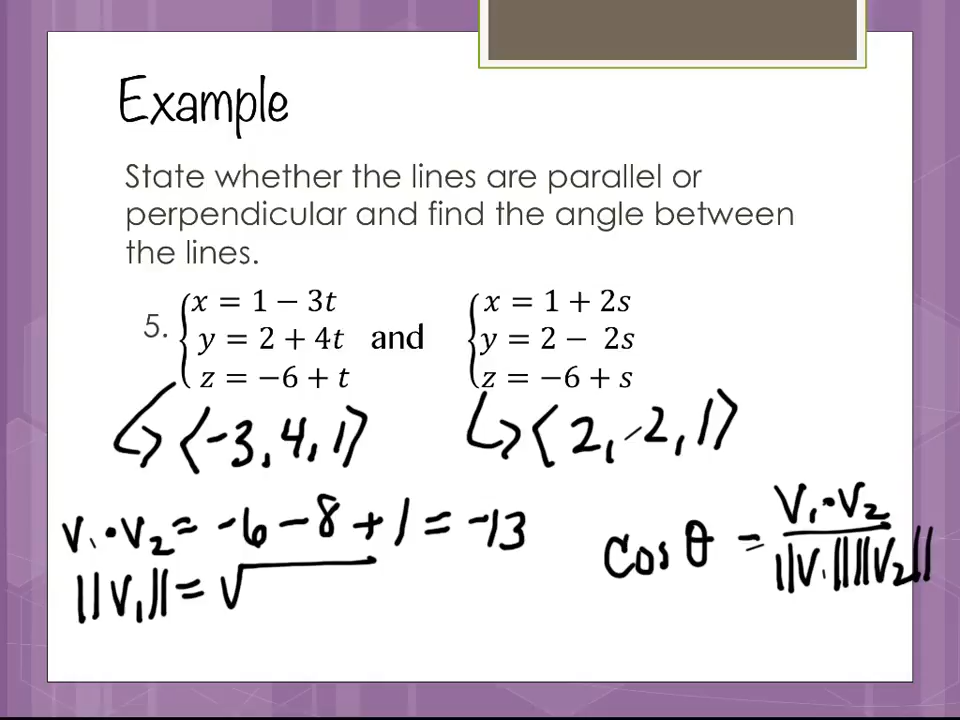 Example
State whether the lines are parallel or
perpendicular and find the angle between
the lines.
5. { x = 1 − 3t   { x = 1 + 2s
y = 2 + 4t and y = 2 − 2s
z = −6 + t   z = −6 + s
↳ ⟨-3, 4, 1⟩   ↳ ⟨2, -2, 1⟩
V₁ • V₂ = -6 - 8 + 1 = -13
||V₁|| = √
cos θ = V₁ • V₂ / ||V₁|| ||V₂||